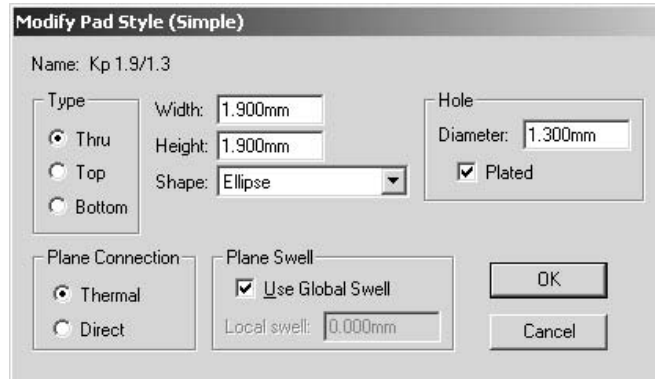 Modify Pad Style (Simple)
Name: Kp 1.9/1.3
Type
Thru
Top
Bottom
Width: 1.900mm
Height: 1.900mm
Shape: Ellipse
Hole
Diameter: 1.300mm
Plated
Plane Connection
Thermal
Direct
Plane Swell
Use Global Swell
Local swell: 0.000mm
OK
Cancel